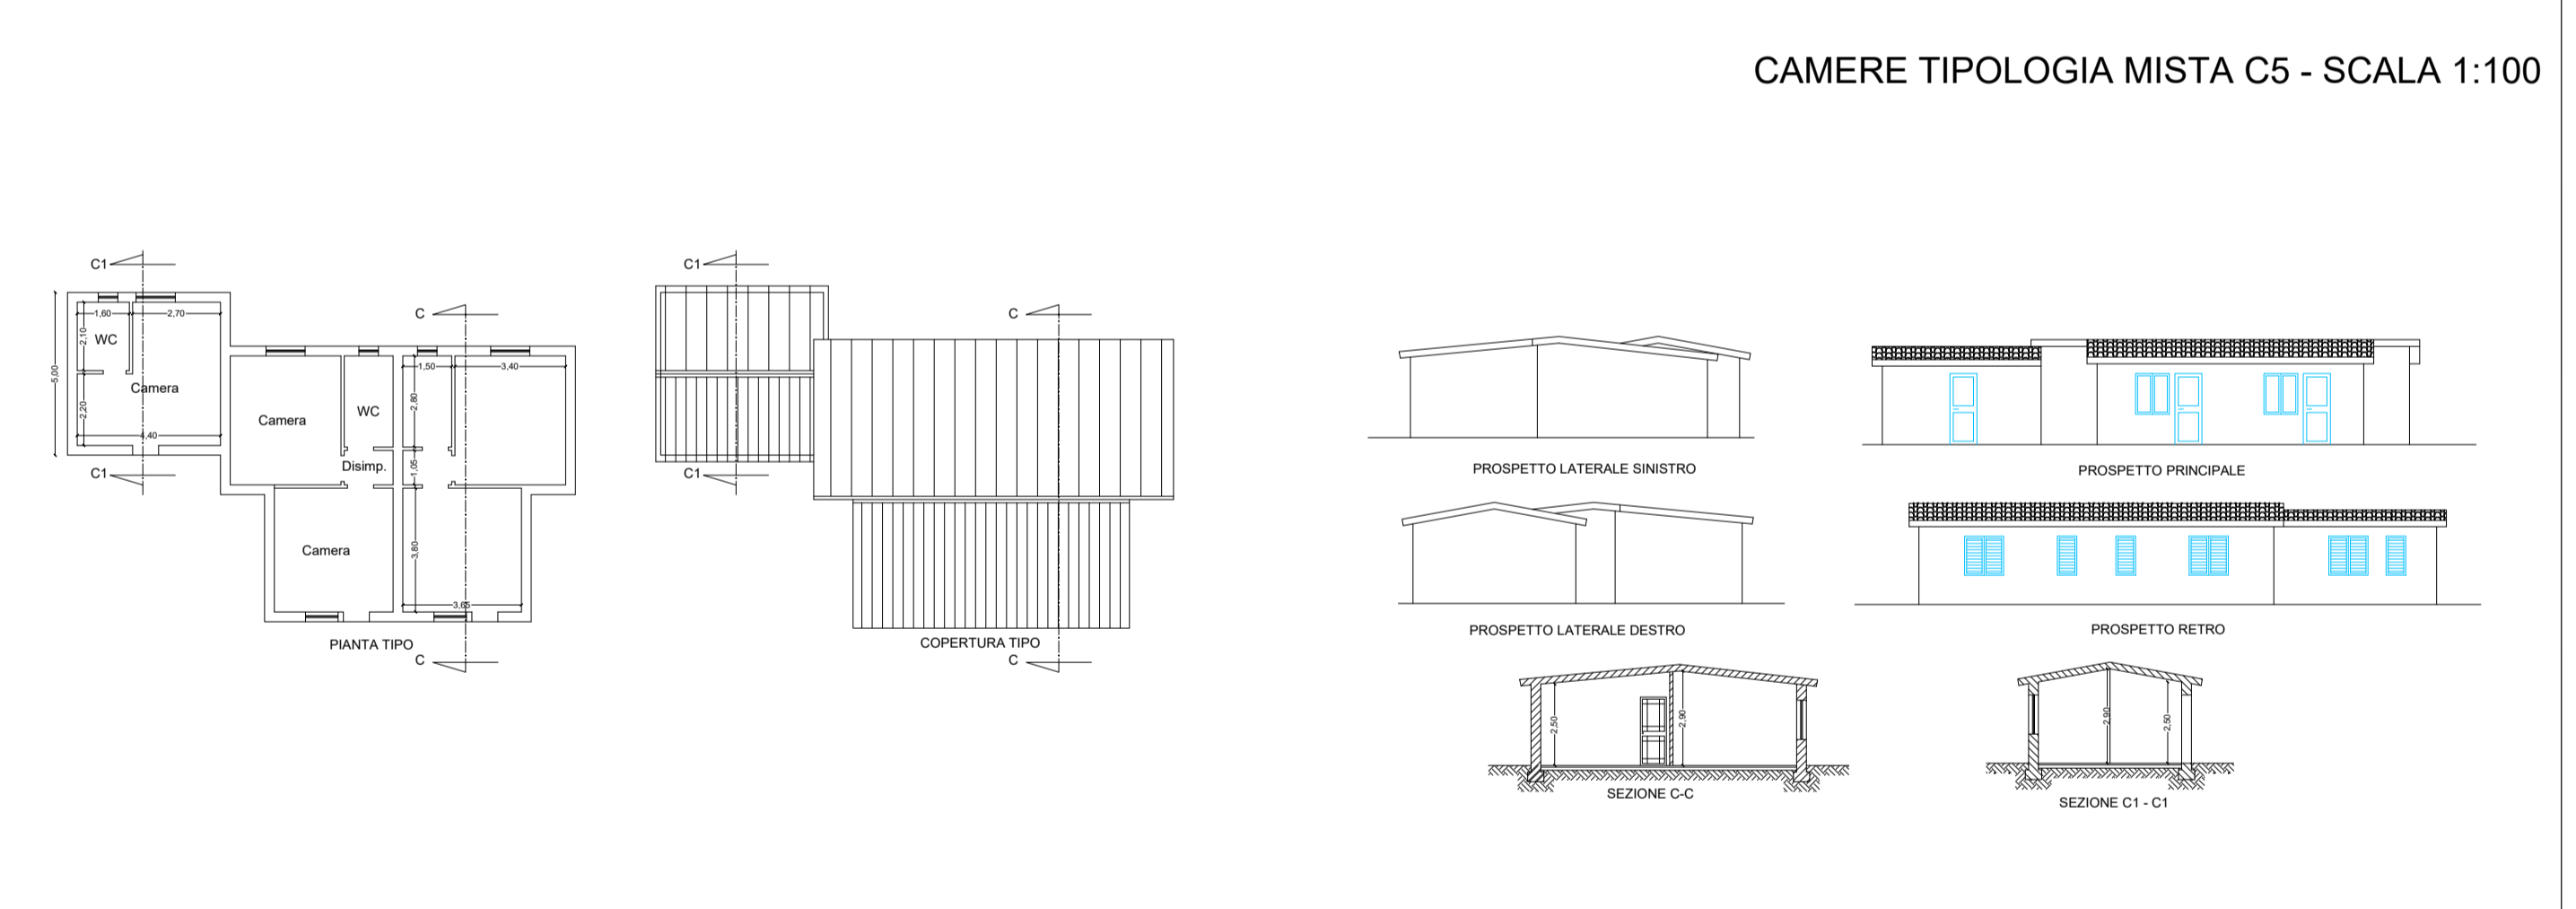 CAMERE TIPOLOGIA MISTA C5 - SCALA 1:100
C1
C
1,60
2,70
WC
2,10
5,00
Camera
2,20
4,40
C1
1,50
3,40
2,80
Camera
WC
Disimp.
1,05
Camera
3,80
3,65
PIANTA TIPO
C
C1
C
C1
COPERTURA TIPO
C
PROSPETTO LATERALE SINISTRO
PROSPETTO PRINCIPALE
PROSPETTO LATERALE DESTRO
PROSPETTO RETRO
2,50
2,90
SEZIONE C-C
2,90
2,50
SEZIONE C1 - C1